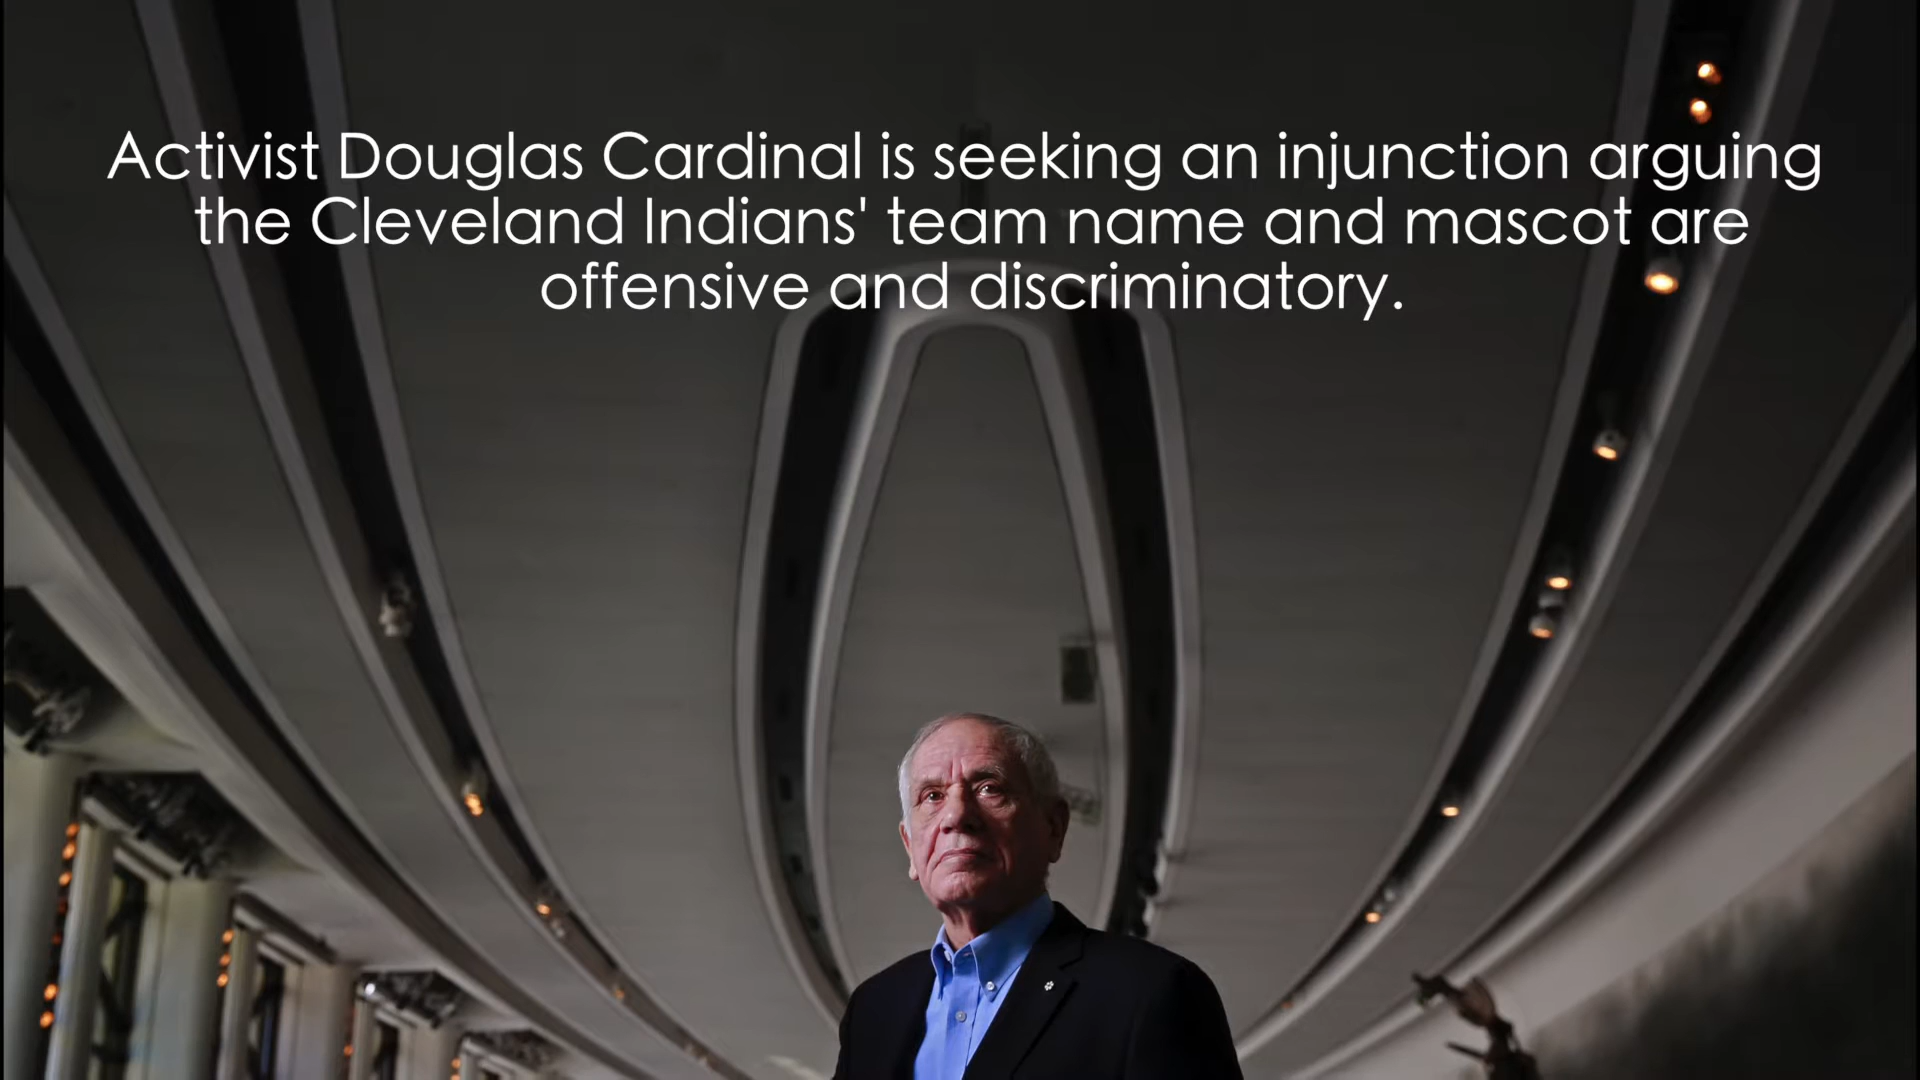 Activist Douglas Cardinal is seeking an injunction arguing
the Cleveland Indians' team name and mascot are
offensive and discriminatory.